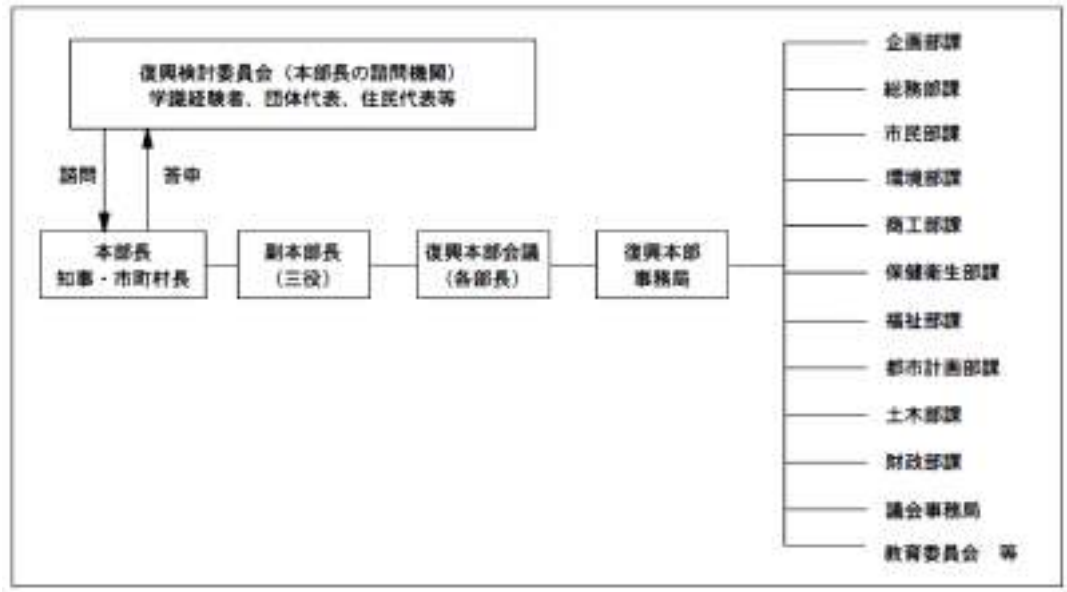 復興検討委員会（本部長の諮問機関）
学識経験者、団体代表、住民代表等
諮問
答申
本部長
知事・市町村長
副本部長
（三役）
復興本部会議
（各部長）
復興本部
事務局
企画部課
総務部課
市民部課
環境部課
商工部課
保健衛生部課
福祉部課
都市計画部課
土木部課
財政部課
議会事務局
教育委員会　等